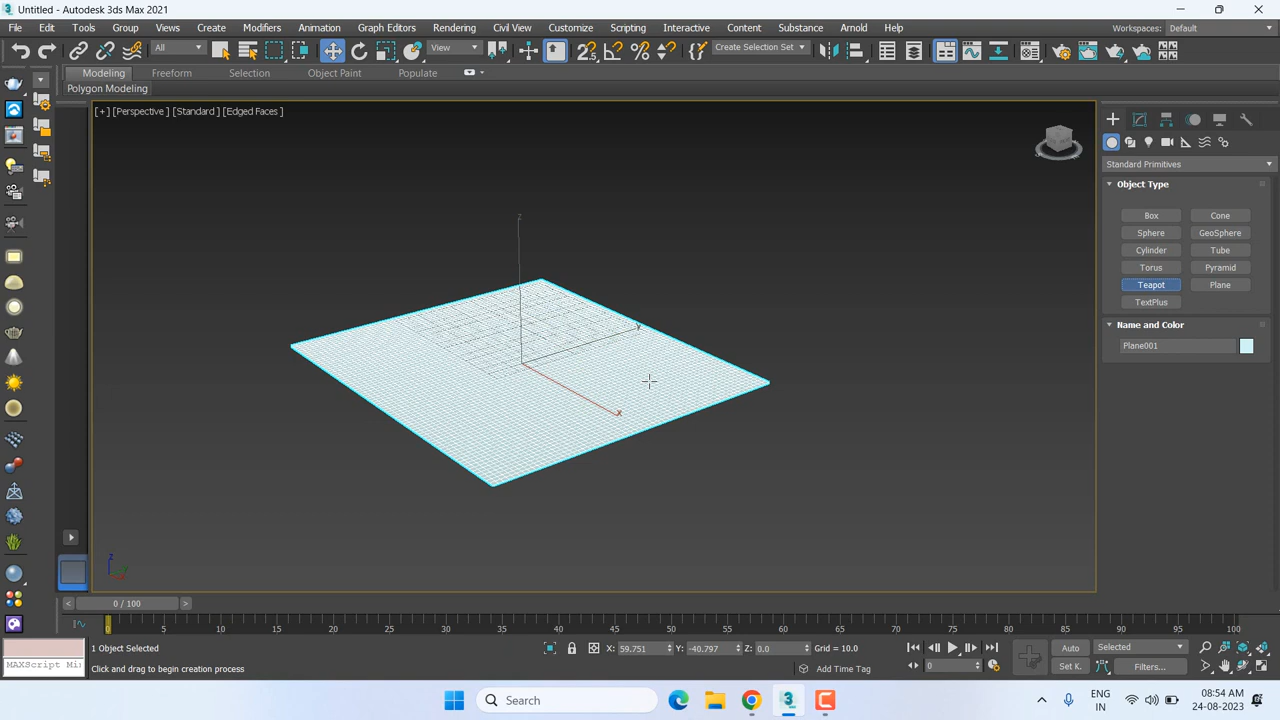 Untitled - Autodesk 3ds Max 2021
File Edit Tools Group Views Create Modifiers Animation Graph Editors Rendering Civil View Customize Scripting Interactive Content Substance Arnold Help Workspaces: Default
All View Create Selection Set
Modeling Freeform Selection Object Paint Populate
Polygon Modeling
[+] [Perspective ] [Standard ] [Edged Faces ]
Standard Primitives
Object Type
Box Cone
Sphere GeoSphere
Cylinder Tube
Torus Pyramid
Teapot Plane
TextPlus
Name and Color
Plane001
z
Y
x
z
0 / 100
0 5 10 15 20 25 30 35 40 45 50 55 60 65 70 75 80 85 90 95 100
1 Object Selected X: 59.751 Y: -40.797 Z: 0.0 Grid = 10.0 Auto Selected
MAXScript Mi Click and drag to begin creation process Add Time Tag 0 Set K. Filters...
Search ENG IN 08:54 AM 24-08-2023